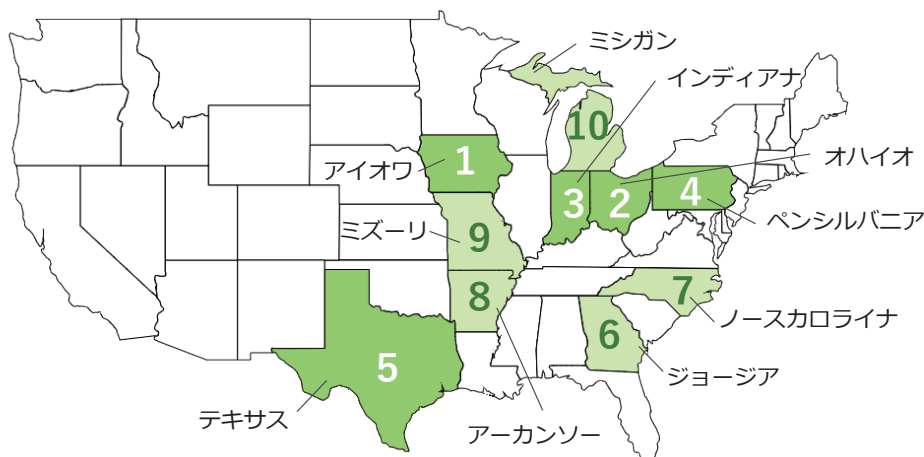 ミシガン
インディアナ
10
オハイオ
アイオワ
1
3
2
4
ペンシルバニア
ミズーリ
9
8
7
ノースカロライナ
6
5
ジョージア
テキサス
アーカンソー